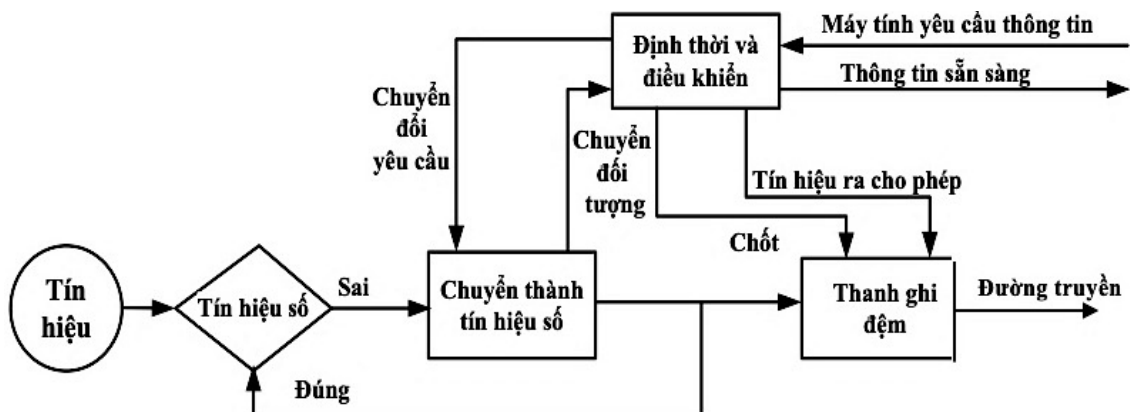 Định thời và
điều khiển
Máy tính yêu cầu thông tin
Thông tin sẵn sàng
Chuyển
đổi
yêu cầu
Chuyển
đối
tượng
Tín hiệu ra cho phép
Chốt
Tín
hiệu
Tín hiệu số
Sai
Chuyển thành
tín hiệu số
Thanh ghi
đệm
Đường truyền
Đúng